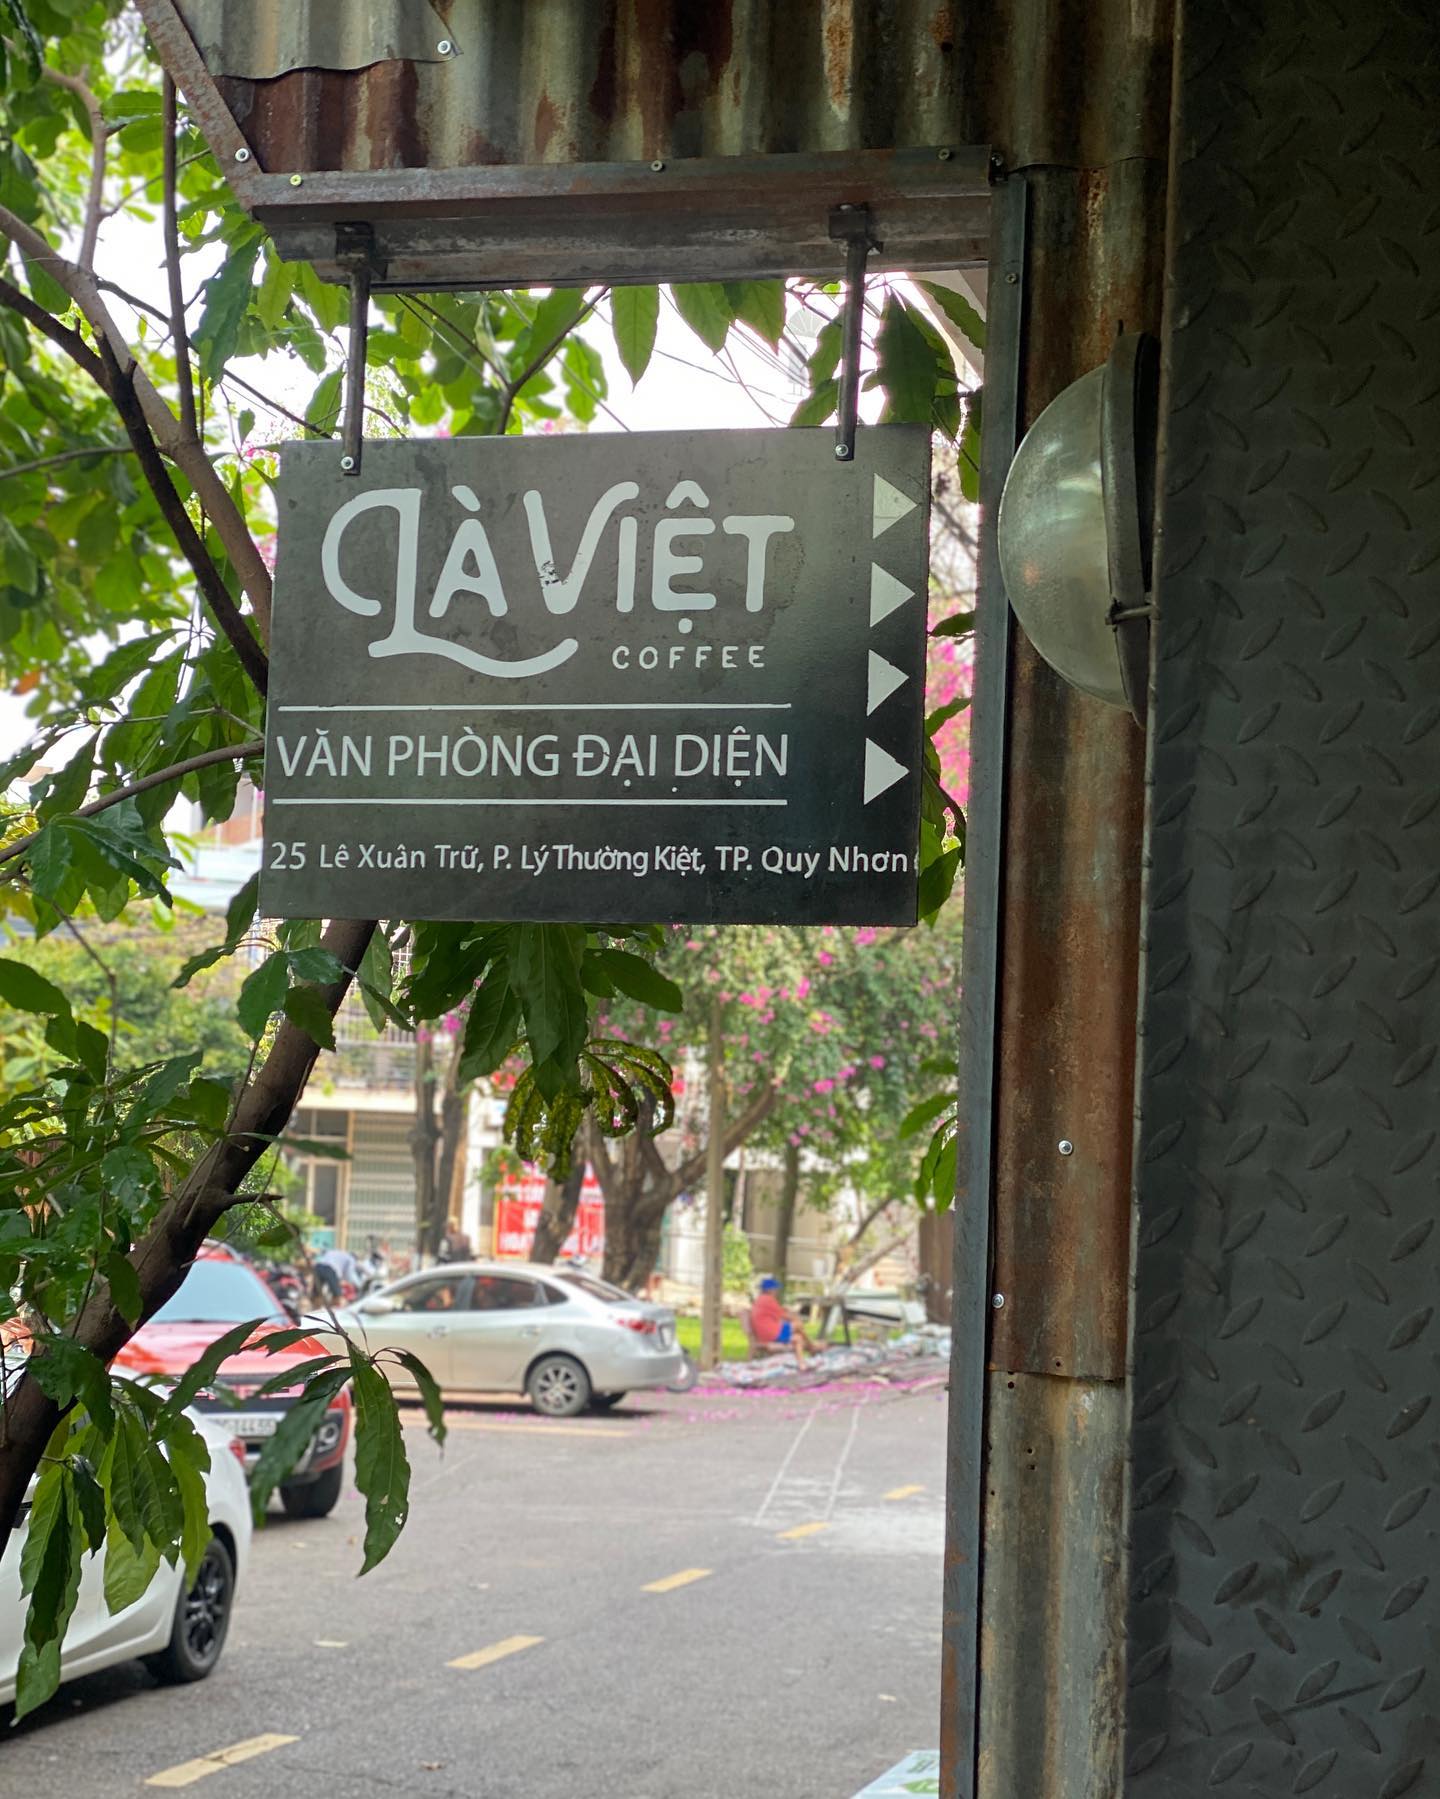 LÀ VIỆT
COFFEE
VĂN PHÒNG ĐẠI DIỆN
25 Lê Xuân Trữ, P. Lý Thường Kiệt, TP. Quy Nhơn